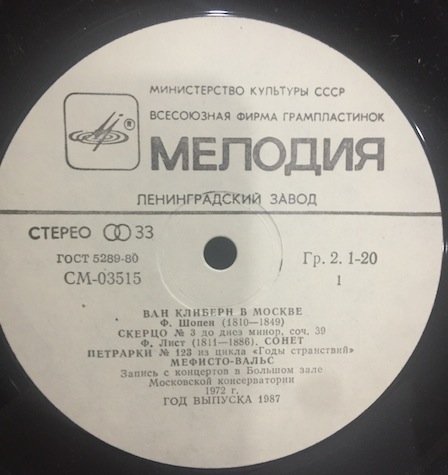 МИНИСТЕРСТВО КУЛЬТУРЫ СССР
ВСЕСОЮЗНАЯ ФИРМА ГРАМПЛАСТИНОК
®
МЕЛОДИЯ
ЛЕНИНГРАДСКИЙ ЗАВОД
СТЕРЕО 33
ГОСТ 5289-80
Гр. 2. 1-20
СМ-03515
1
ВАН КЛИБЕРН В МОСКВЕ
Ф. Шопен (1810—1849)
СКЕРЦО № 3 до диез минор, соч. 39
Ф. Лист (1811—1886). СОНЕТ
ПЕТРАРКИ № 123 из цикла «Годы странствий»
МЕФИСТО-ВАЛЬС
Запись с концертов в Большом зале
Московской консерватории
1972 г.
ГОД ВЫПУСКА 1987